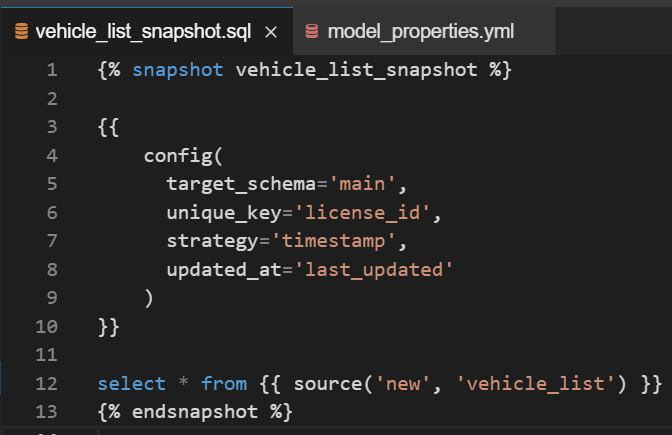 vehicle_list_snapshot.sql × model_properties.yml
1 {% snapshot vehicle_list_snapshot %}
2
3 {{
4     config(
5       target_schema='main',
6       unique_key='license_id',
7       strategy='timestamp',
8       updated_at='last_updated'
9     )
10 }}
11
12 select * from {{ source('new', 'vehicle_list') }}
13 {% endsnapshot %}